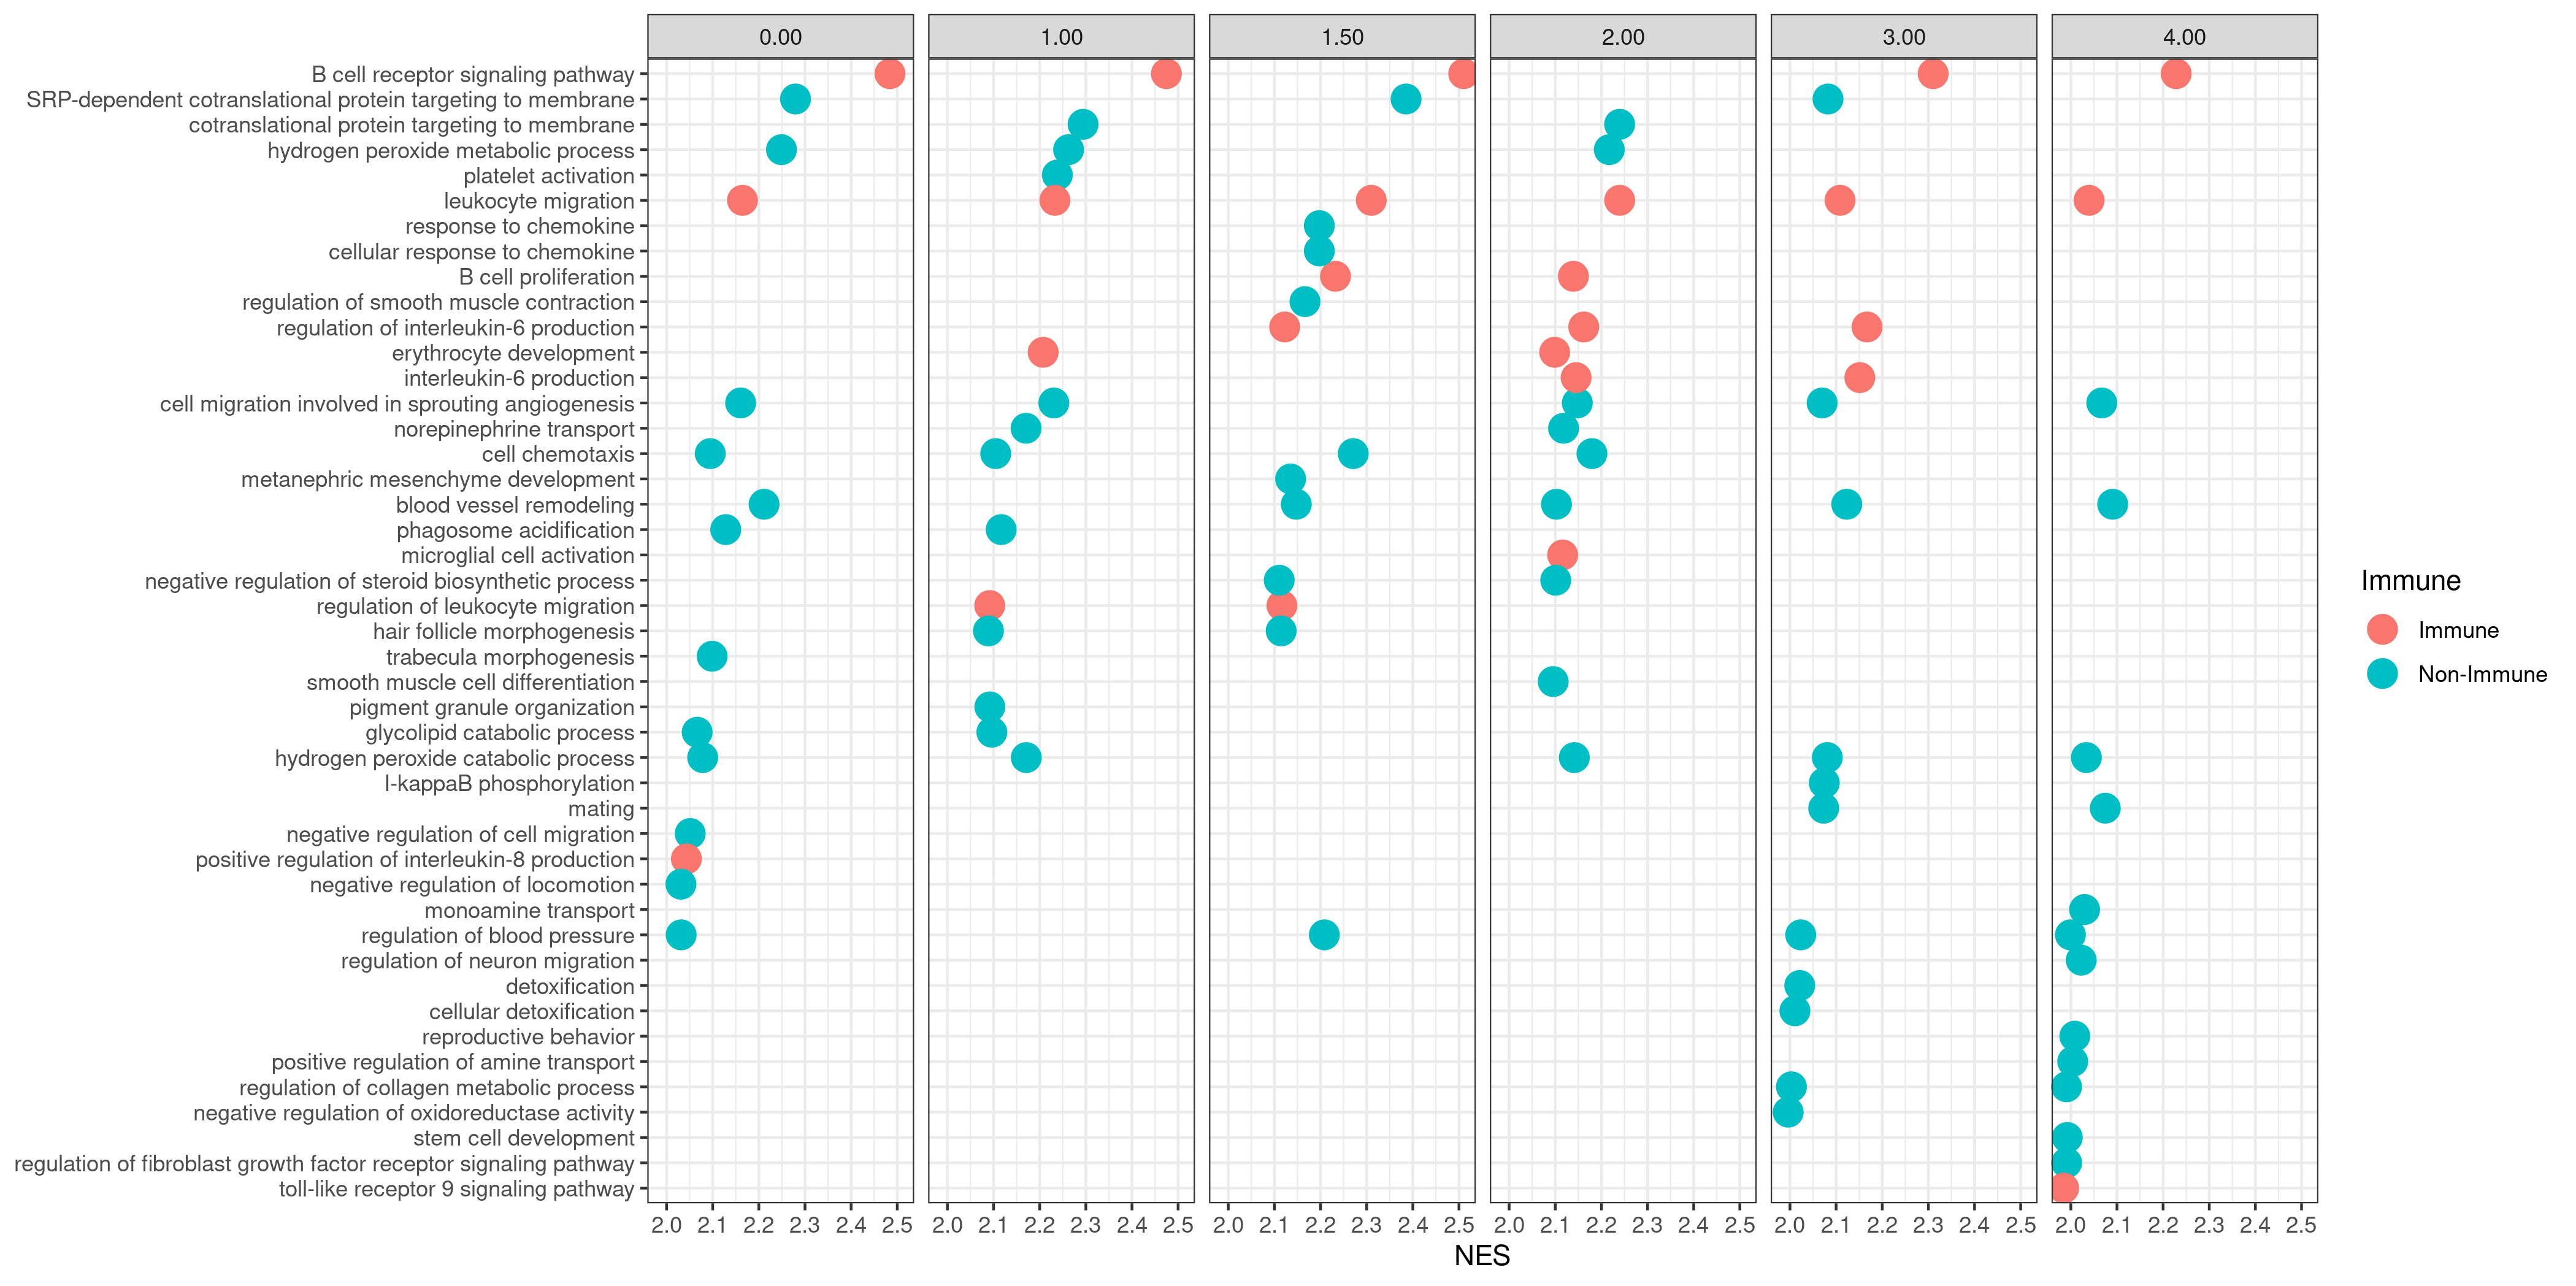 0.00 1.00 1.50 2.00 3.00 4.00
B cell receptor signaling pathway
SRP-dependent cotranslational protein targeting to membrane
cotranslational protein targeting to membrane
hydrogen peroxide metabolic process
platelet activation
leukocyte migration
response to chemokine
cellular response to chemokine
B cell proliferation
regulation of smooth muscle contraction
regulation of interleukin-6 production
erythrocyte development
interleukin-6 production
cell migration involved in sprouting angiogenesis
norepinephrine transport
cell chemotaxis
metanephric mesenchyme development
blood vessel remodeling
phagosome acidification
microglial cell activation
negative regulation of steroid biosynthetic process
regulation of leukocyte migration
hair follicle morphogenesis
trabecula morphogenesis
smooth muscle cell differentiation
pigment granule organization
glycolipid catabolic process
hydrogen peroxide catabolic process
I-kappaB phosphorylation
mating
negative regulation of cell migration
positive regulation of interleukin-8 production
negative regulation of locomotion
monoamine transport
regulation of blood pressure
regulation of neuron migration
detoxification
cellular detoxification
reproductive behavior
positive regulation of amine transport
regulation of collagen metabolic process
negative regulation of oxidoreductase activity
stem cell development
regulation of fibroblast growth factor receptor signaling pathway
toll-like receptor 9 signaling pathway
2.0 2.1 2.2 2.3 2.4 2.5 2.0 2.1 2.2 2.3 2.4 2.5 2.0 2.1 2.2 2.3 2.4 2.5 2.0 2.1 2.2 2.3 2.4 2.5 2.0 2.1 2.2 2.3 2.4 2.5 2.0 2.1 2.2 2.3 2.4 2.5
NES
Immune
Immune
Non-Immune